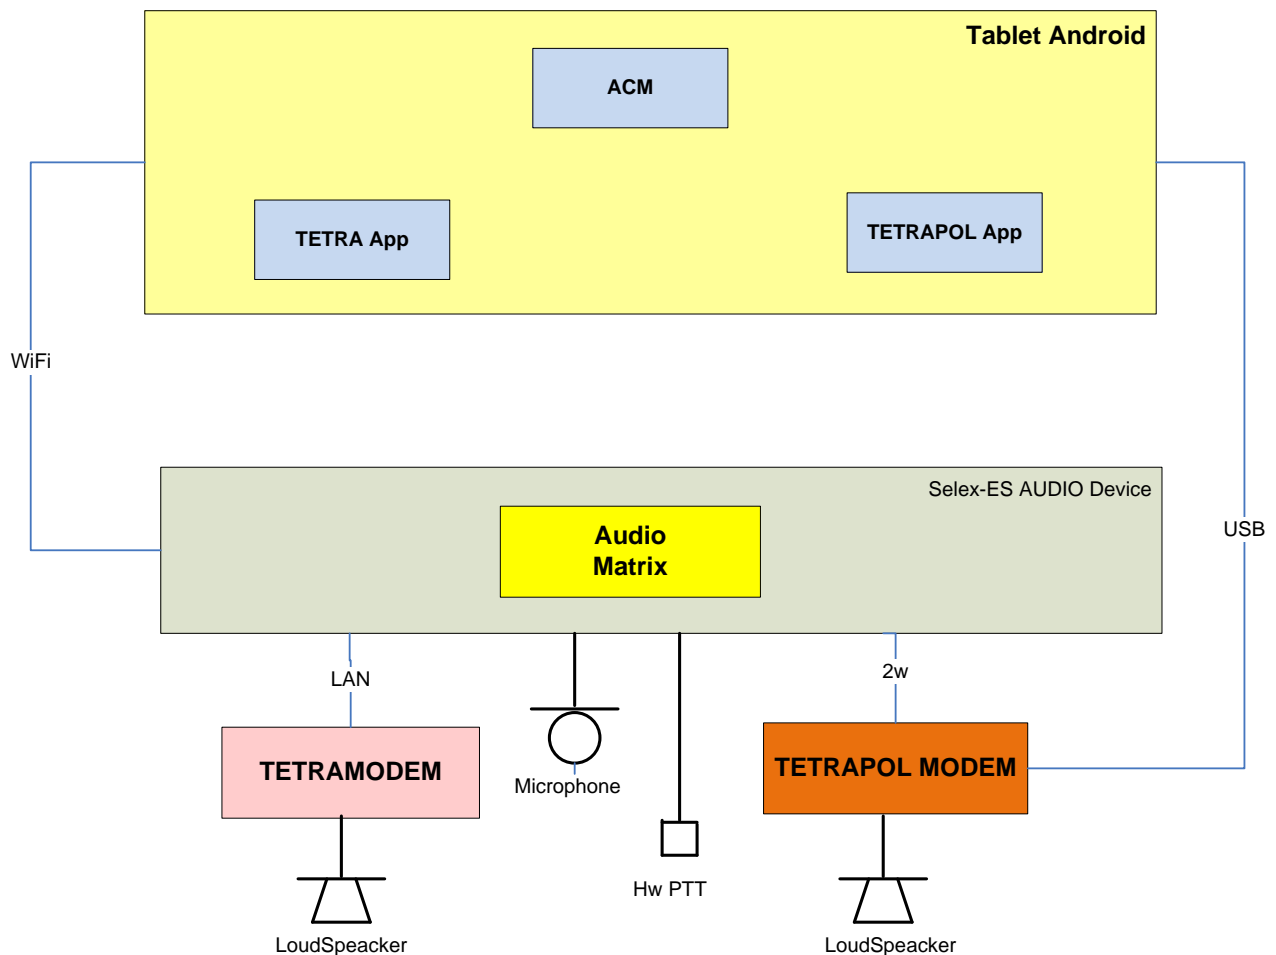 Tablet Android
ACM
TETRA App
TETRAPOL App
WiFi
Selex-ES AUDIO Device
Audio
Matrix
USB
LAN
2w
TETRAMODEM
TETRAPOL MODEM
Microphone
Hw PTT
LoudSpeacker
LoudSpeacker